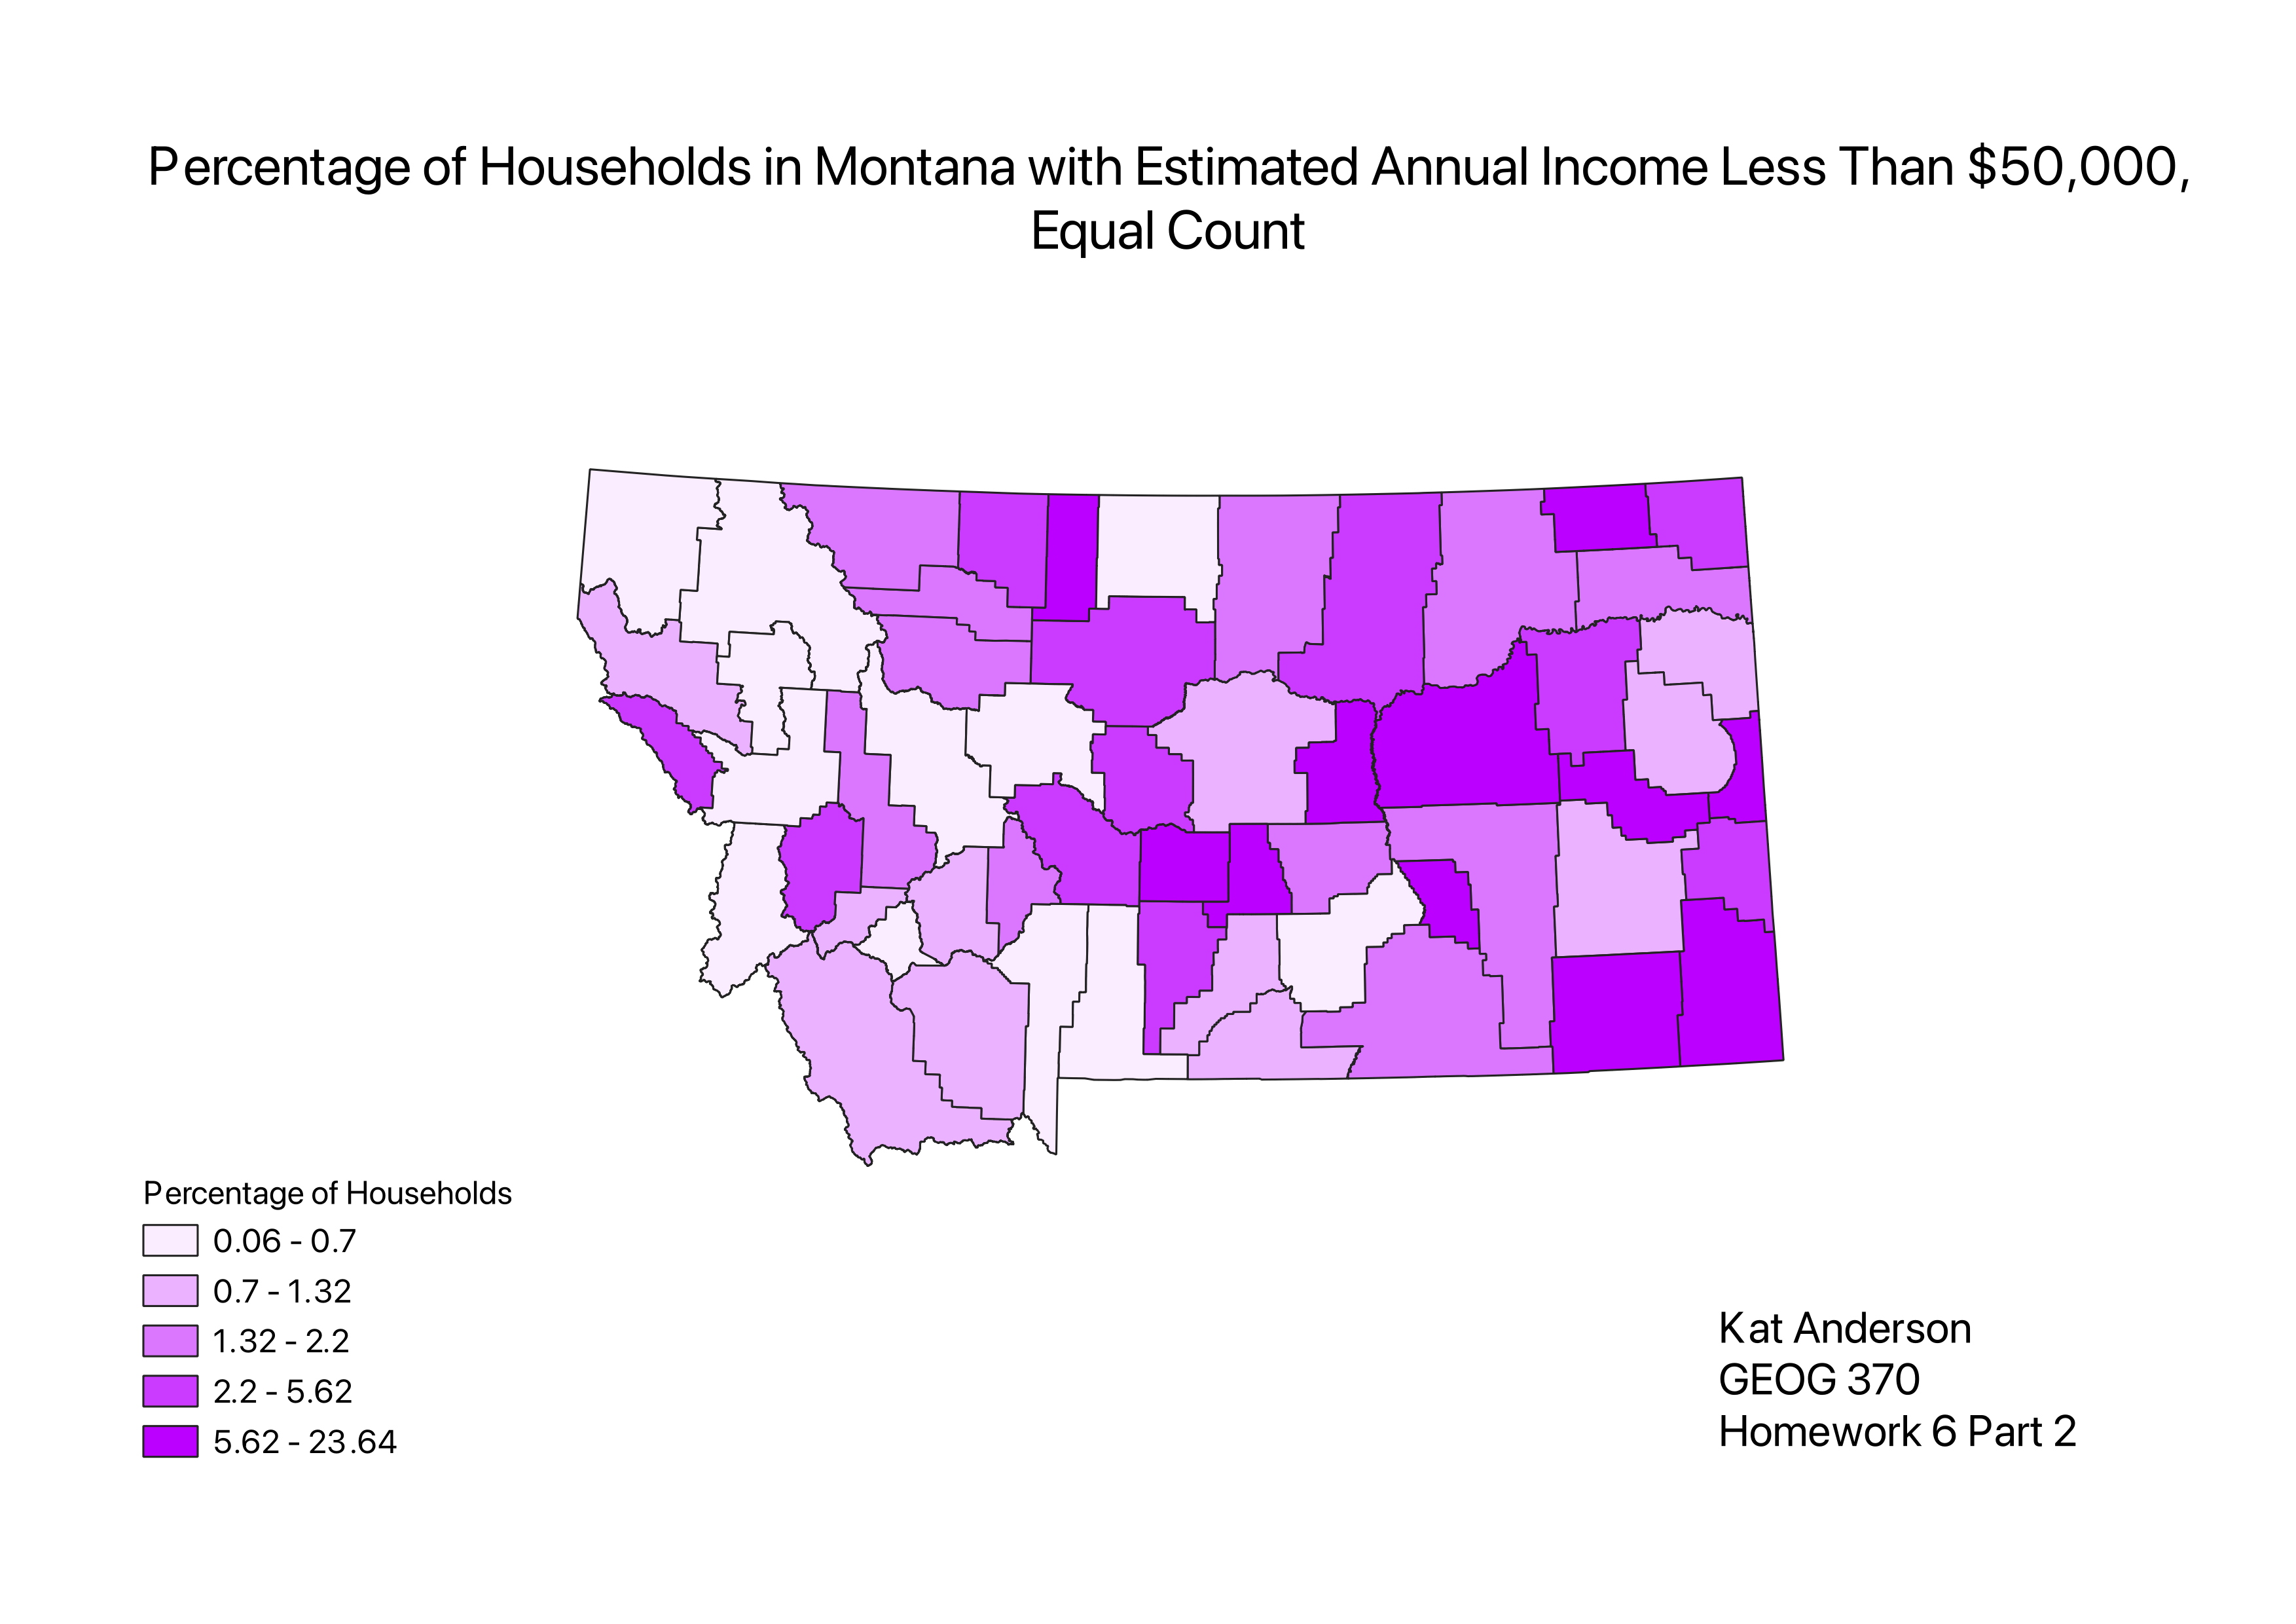 Percentage of Households in Montana with Estimated Annual Income Less Than $50,000,
Equal Count
Percentage of Households
0.06 - 0.7
0.7 - 1.32
1.32 - 2.2
2.2 - 5.62
5.62 - 23.64
Kat Anderson
GEOG 370
Homework 6 Part 2